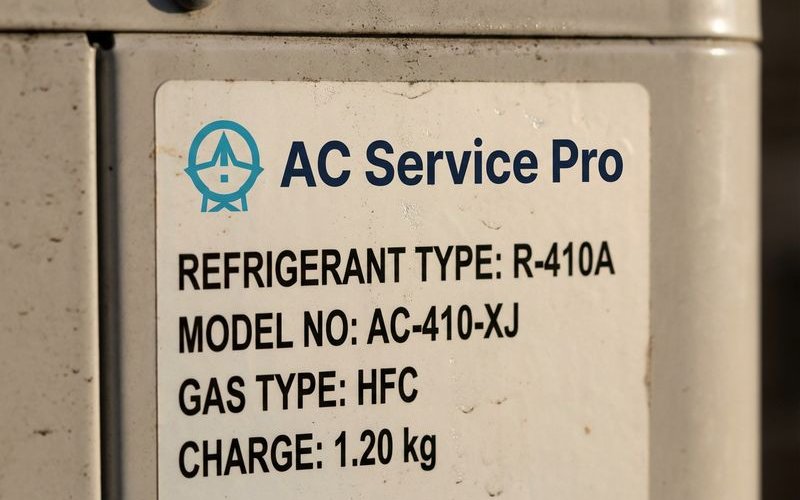 AC Service Pro
REFRIGERANT TYPE: R-410A
MODEL NO: AC-410-XJ
GAS TYPE: HFC
CHARGE: 1.20 kg